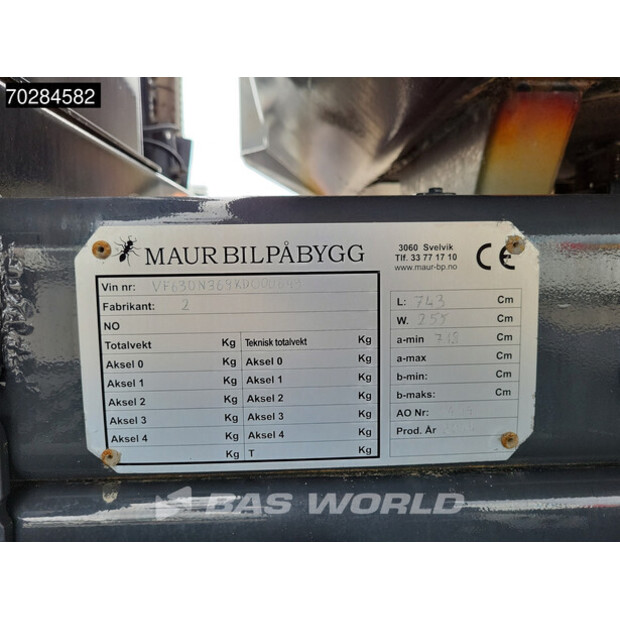 70284582
MAUR BILPÅBYGG
3060 Svelvik
Tlf. 33 77 17 10
www.maur-bp.no
CE
Vin nr:
Fabrikant: 2
NO
Totalvekt Kg Teknisk totalvekt Kg
Aksel 0 Kg Aksel 0 Kg
Aksel 1 Kg Aksel 1 Kg
Aksel 2 Kg Aksel 2 Kg
Aksel 3 Kg Aksel 3 Kg
Aksel 4 Kg Aksel 4 Kg
Kg T Kg
L: 743 Cm
W. 255 Cm
a-min 718 Cm
a-max Cm
b-min: Cm
b-maks: Cm
AO Nr:
Prod. År
BAS WORLD